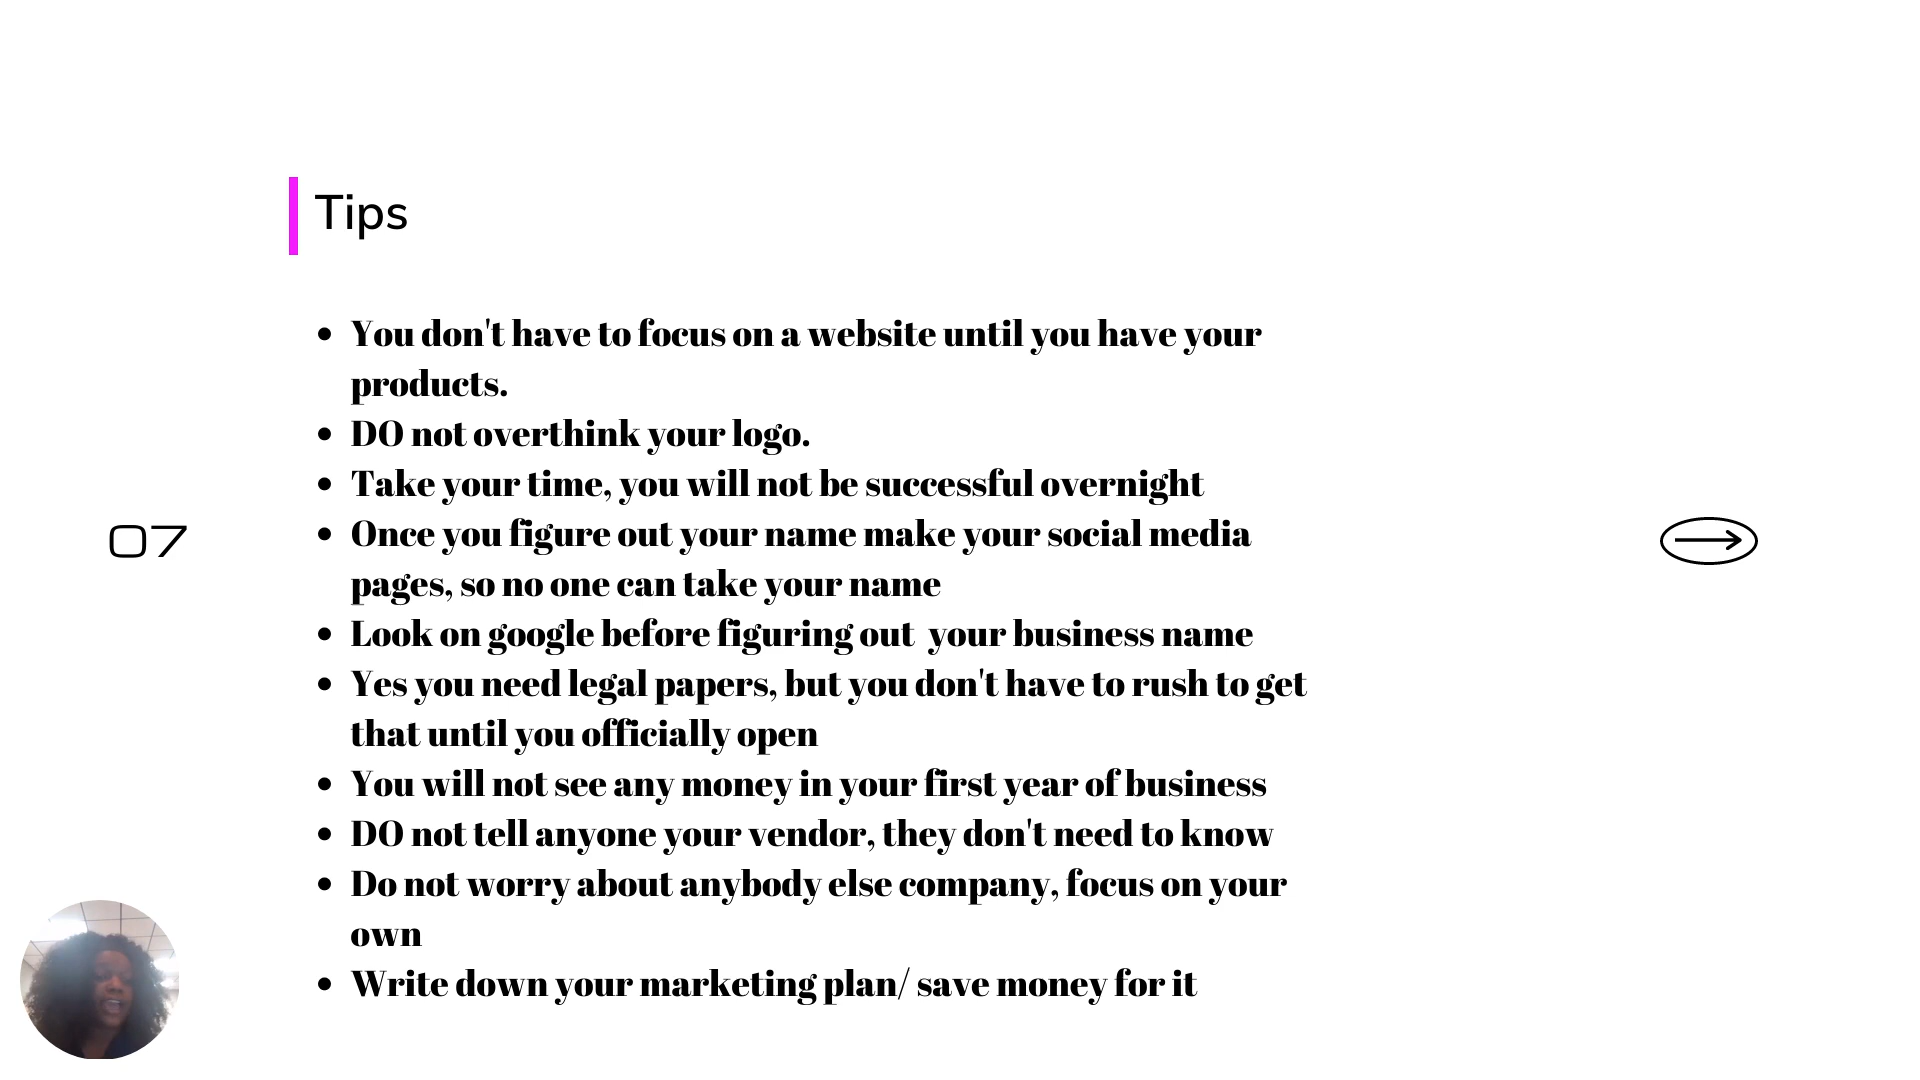 Tips
You don't have to focus on a website until you have your
products.
DO not overthink your logo.
Take your time, you will not be successful overnight
Once you figure out your name make your social media
pages, so no one can take your name
Look on google before figuring out  your business name
Yes you need legal papers, but you don't have to rush to get
that until you officially open
You will not see any money in your first year of business
DO not tell anyone your vendor, they don't need to know
Do not worry about anybody else company, focus on your
own
Write down your marketing plan/ save money for it
07